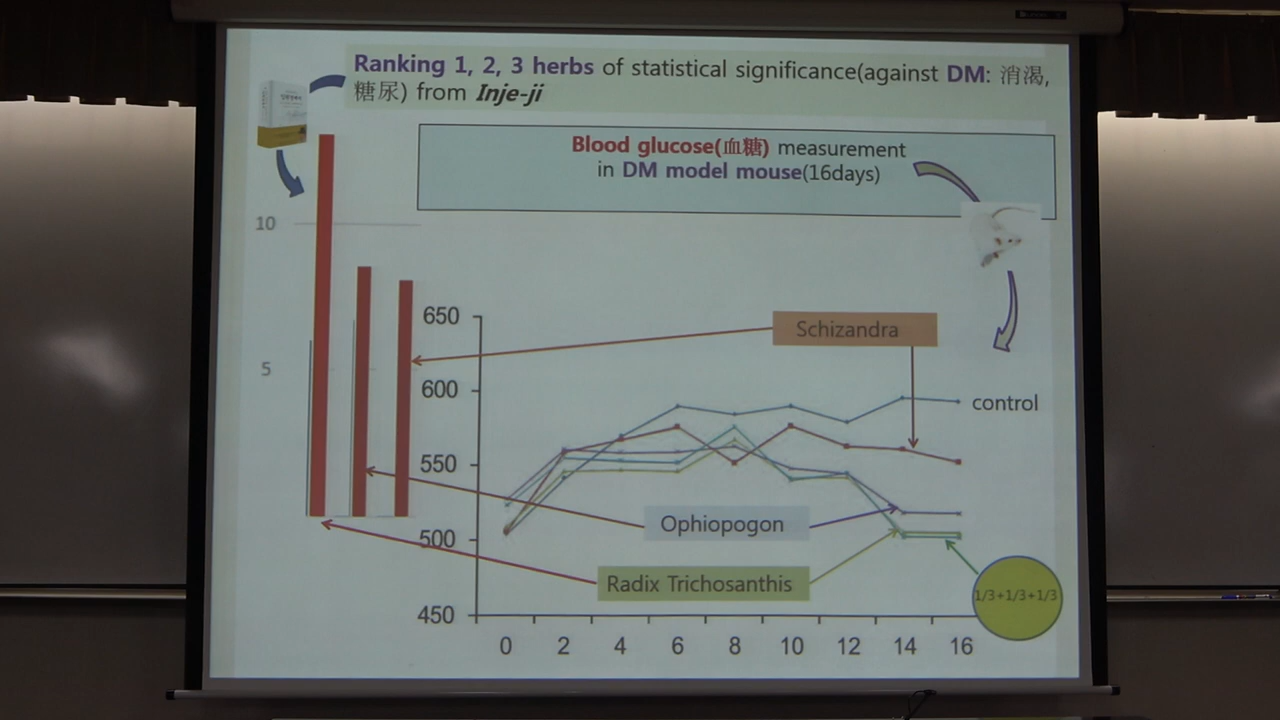 Ranking 1, 2, 3 herbs of statistical significance(against DM: 消渴,
糖尿) from Inje-ji
Blood glucose(血糖) measurement
in DM model mouse(16days)
10
5
650
600
550
500
450
Schizandra
control
Ophiopogon
Radix Trichosanthis
1/3+1/3+1/3
0 2 4 6 8 10 12 14 16